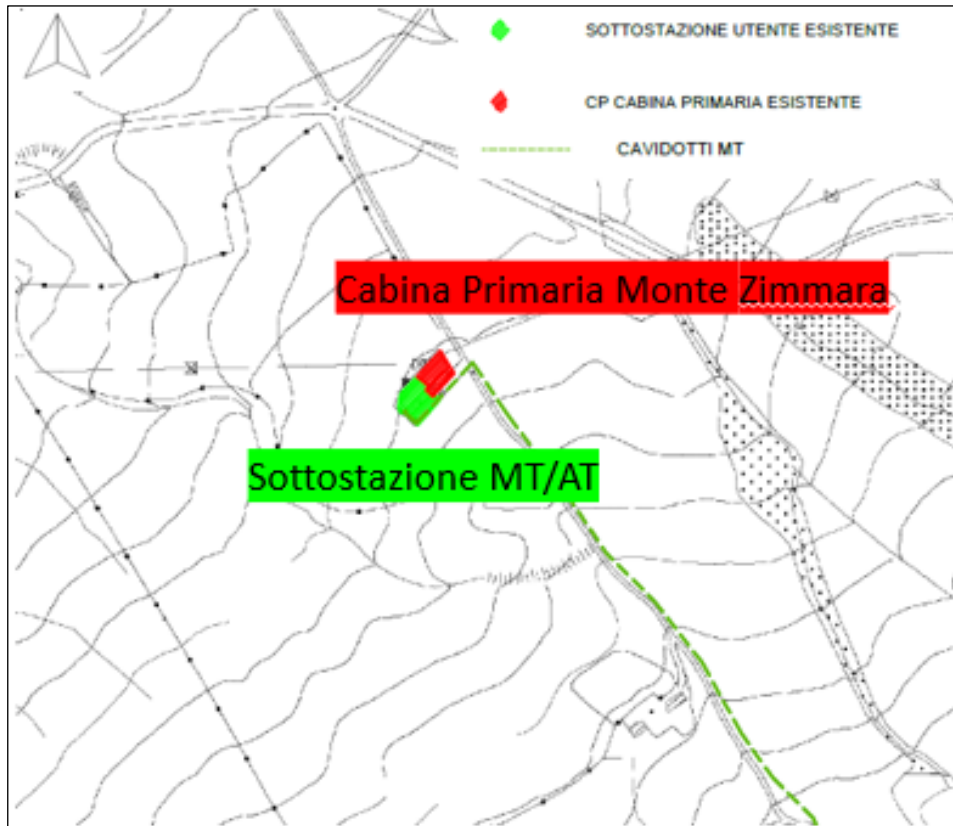 SOTTOSTAZIONE UTENTE ESISTENTE
CP CABINA PRIMARIA ESISTENTE
CAVIDOTTI MT
Cabina Primaria Monte Zimmara
Sottostazione MT/AT